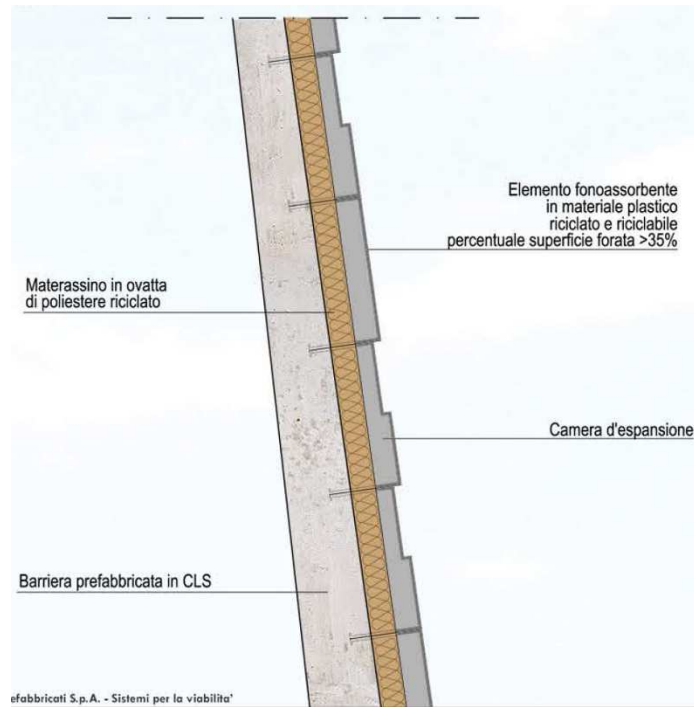 Elemento fonoassorbente
in materiale plastico
riciclato e riciclabile
percentuale superficie forata >35%
Materassino in ovatta
di poliestere riciclato
Camera d'espansione
Barriera prefabbricata in CLS
efabbricati S.p.A. - Sistemi per la viabilita'